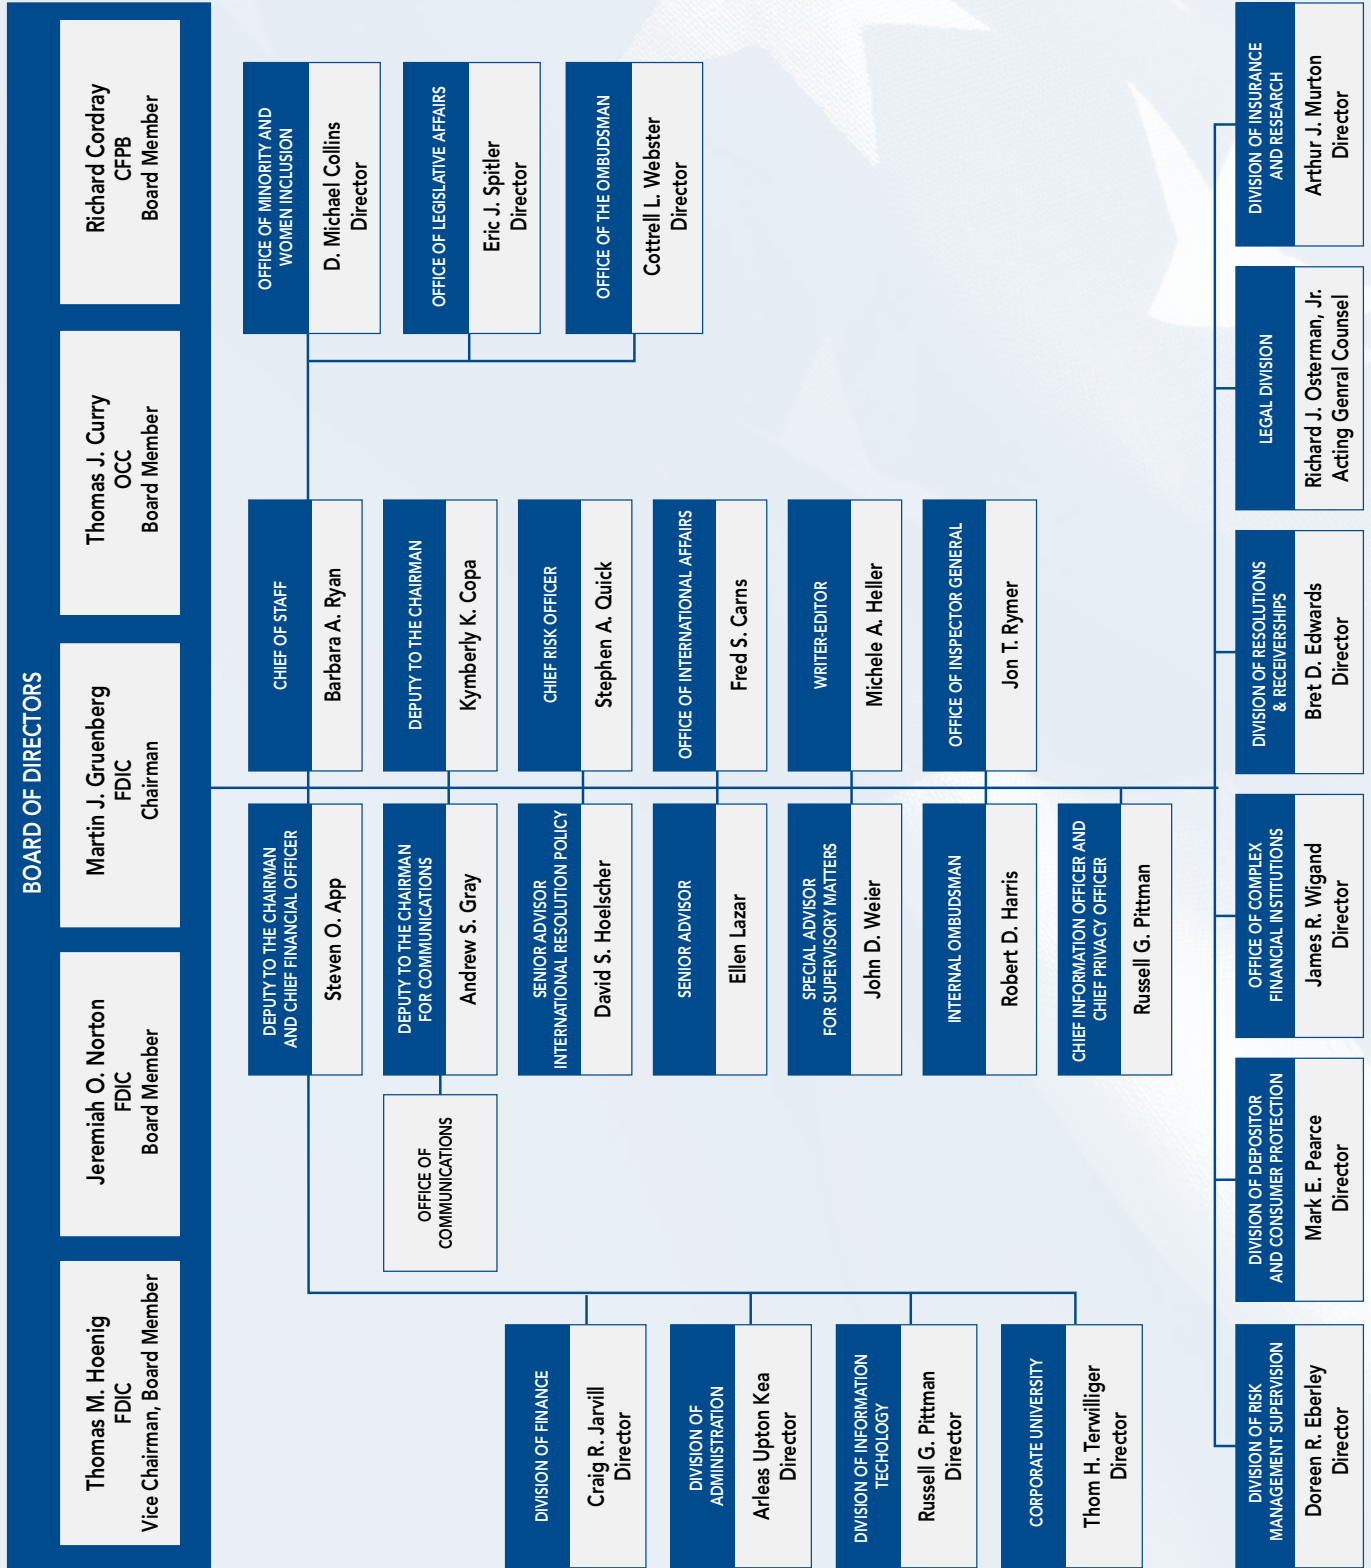 BOARD OF DIRECTORS
Thomas M. Hoenig
FDIC
Vice Chairman, Board Member
Jeremiah O. Norton
FDIC
Board Member
Martin J. Gruenberg
FDIC
Chairman
Thomas J. Curry
OCC
Board Member
Richard Cordray
CFPB
Board Member
DEPUTY TO THE CHAIRMAN
AND CHIEF FINANCIAL OFFICER
Steven O. App
CHIEF OF STAFF
Barbara A. Ryan
OFFICE OF MINORITY AND
WOMEN INCLUSION
D. Michael Collins
Director
OFFICE OF COMMUNICATIONS
DEPUTY TO THE CHAIRMAN
FOR COMMUNICATIONS
Andrew S. Gray
DEPUTY TO THE CHAIRMAN
Kymberly K. Copa
OFFICE OF LEGISLATIVE AFFAIRS
Eric J. Spitler
Director
DIVISION OF FINANCE
Craig R. Jarvill
Director
SENIOR ADVISOR
INTERNATIONAL RESOLUTION POLICY
David S. Hoelscher
CHIEF RISK OFFICER
Stephen A. Quick
OFFICE OF THE OMBUDSMAN
Cottrell L. Webster
Director
DIVISION OF
ADMINISTRATION
Arleas Upton Kea
Director
SENIOR ADVISOR
Ellen Lazar
OFFICE OF INTERNATIONAL AFFAIRS
Fred S. Carns
DIVISION OF INFORMATION
TECHOLOGY
Russell G. Pittman
Director
SPECIAL ADVISOR
FOR SUPERVISORY MATTERS
John D. Weier
WRITER-EDITOR
Michele A. Heller
CORPORATE UNIVERSITY
Thom H. Terwilliger
Director
INTERNAL OMBUDSMAN
Robert D. Harris
OFFICE OF INSPECTOR GENERAL
Jon T. Rymer
CHIEF INFORMATION OFFICER AND
CHIEF PRIVACY OFFICER
Russell G. Pittman
DIVISION OF RISK
MANAGEMENT SUPERVISION
Doreen R. Eberley
Director
DIVISION OF DEPOSITOR
AND CONSUMER PROTECTION
Mark E. Pearce
Director
OFFICE OF COMPLEX
FINANCIAL INSTITUTIONS
James R. Wigand
Director
DIVISION OF RESOLUTIONS
& RECEIVERSHIPS
Bret D. Edwards
Director
LEGAL DIVISION
Richard J. Osterman, Jr.
Acting Genral Counsel
DIVISION OF INSURANCE
AND RESEARCH
Arthur J. Murton
Director